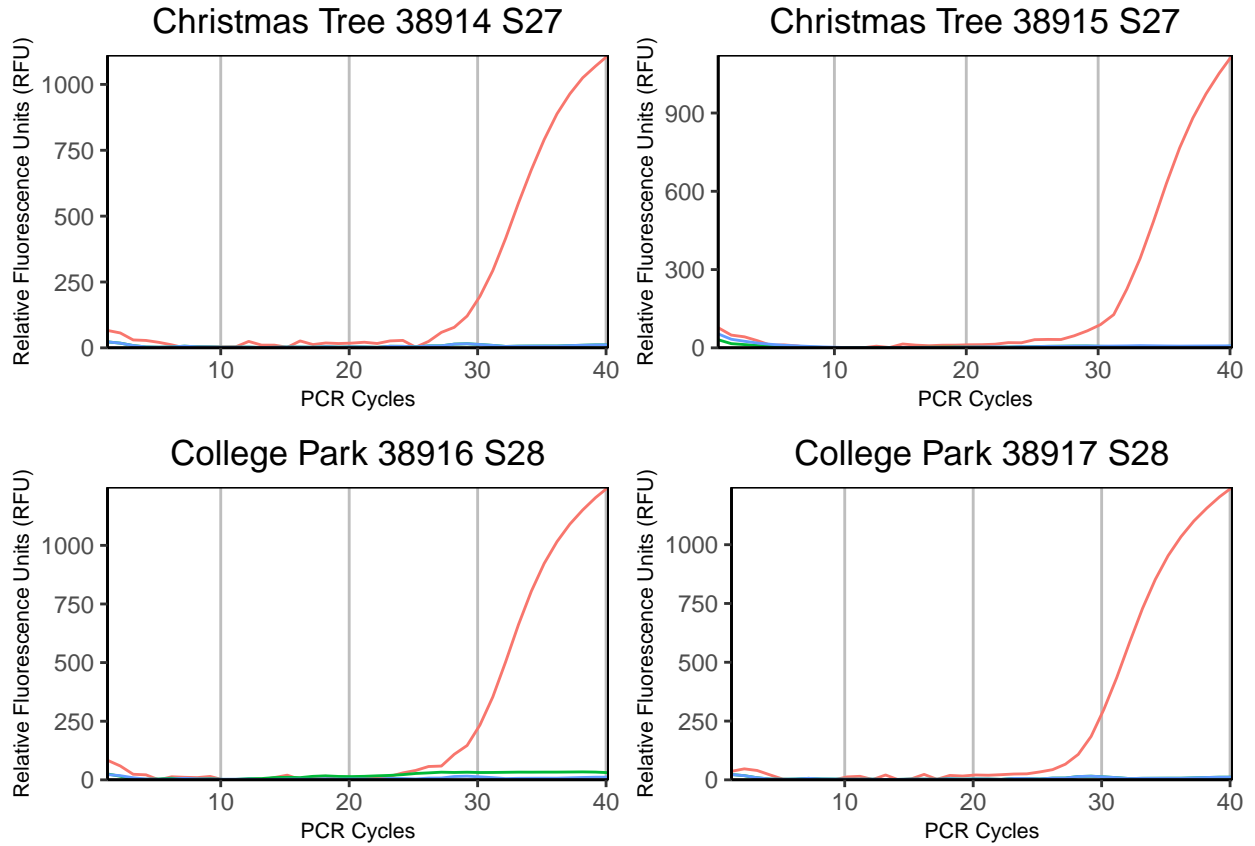 Christmas Tree 38914 S27
Relative Fluorescence Units (RFU)
1000
750
500
250
0
10
20
30
40
PCR Cycles
Christmas Tree 38915 S27
Relative Fluorescence Units (RFU)
900
600
300
0
10
20
30
40
PCR Cycles
College Park 38916 S28
Relative Fluorescence Units (RFU)
1000
750
500
250
0
10
20
30
40
PCR Cycles
College Park 38917 S28
Relative Fluorescence Units (RFU)
1000
750
500
250
0
10
20
30
40
PCR Cycles